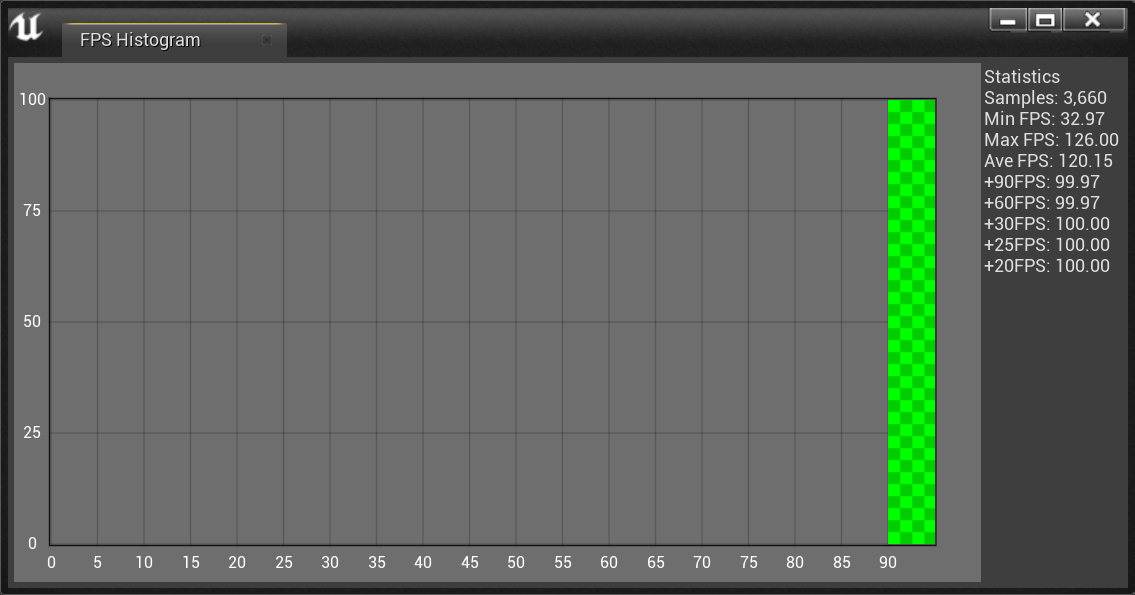 FPS Histogram
Statistics
Samples: 3,660
Min FPS: 32.97
Max FPS: 126.00
Ave FPS: 120.15
+90FPS: 99.97
+60FPS: 99.97
+30FPS: 100.00
+25FPS: 100.00
+20FPS: 100.00
100
75
50
25
0
0 5 10 15 20 25 30 35 40 45 50 55 60 65 70 75 80 85 90